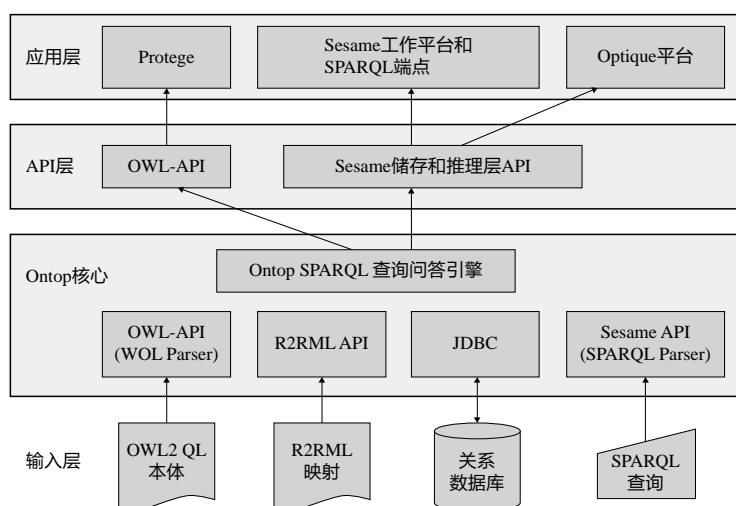 应用层
Protege
Sesame工作平台和
SPARQL端点
Optique平台
API层
OWL-API
Sesame储存和推理层API
Ontop核心
Ontop SPARQL 查询问答引擎
OWL-API
(WOL Parser)
R2RML API
JDBC
Sesame API
(SPARQL Parser)
输入层
OWL2 QL
本体
R2RML
映射
关系
数据库
SPARQL
查询